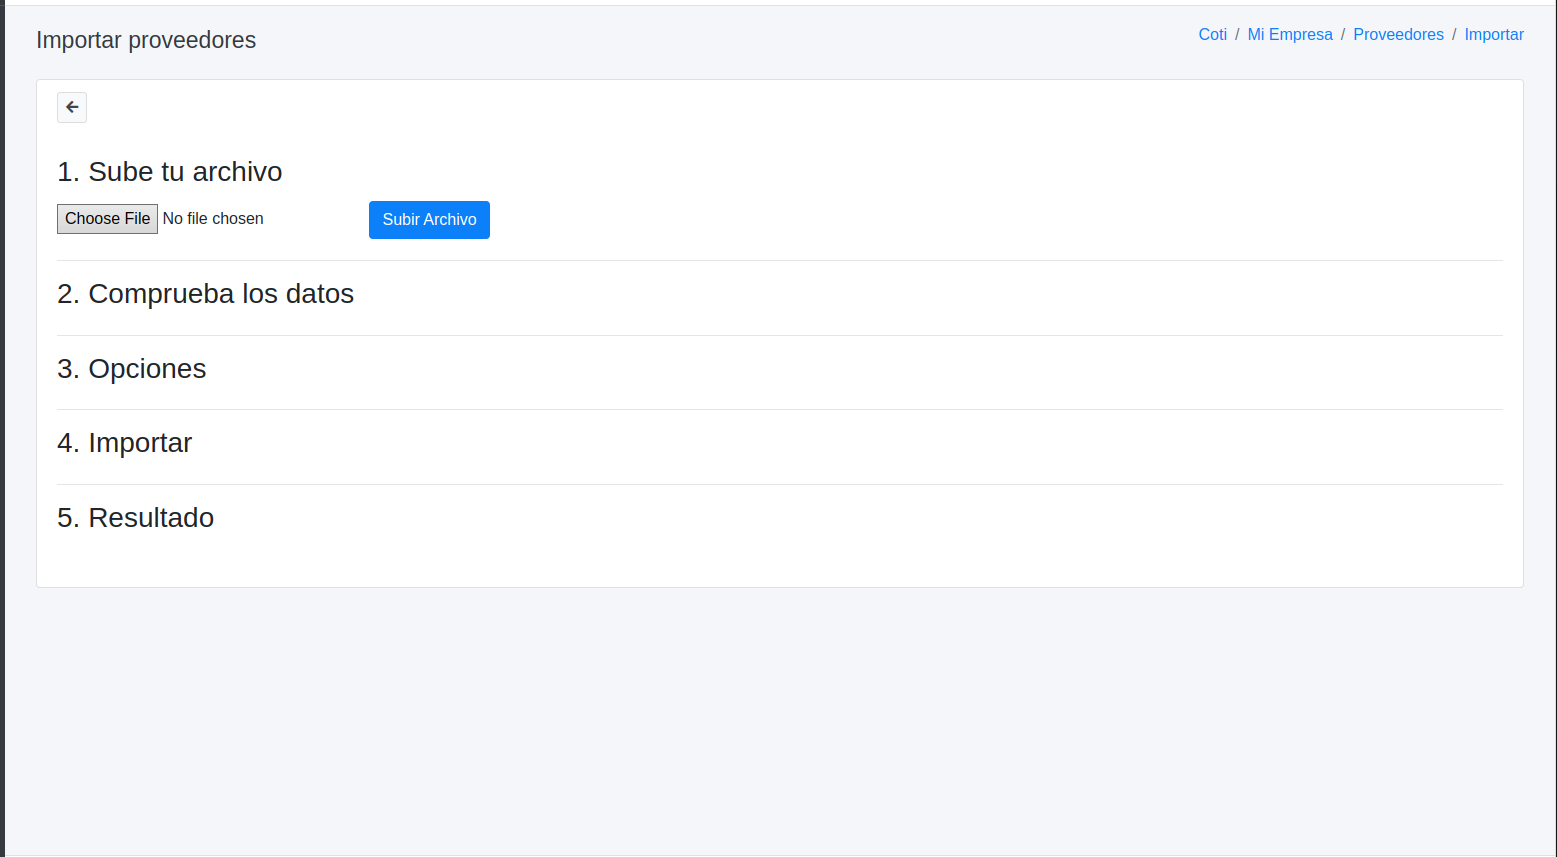 Importar proveedores
Coti / Mi Empresa / Proveedores / Importar
1. Sube tu archivo
Choose File No file chosen
Subir Archivo
2. Comprueba los datos
3. Opciones
4. Importar
5. Resultado